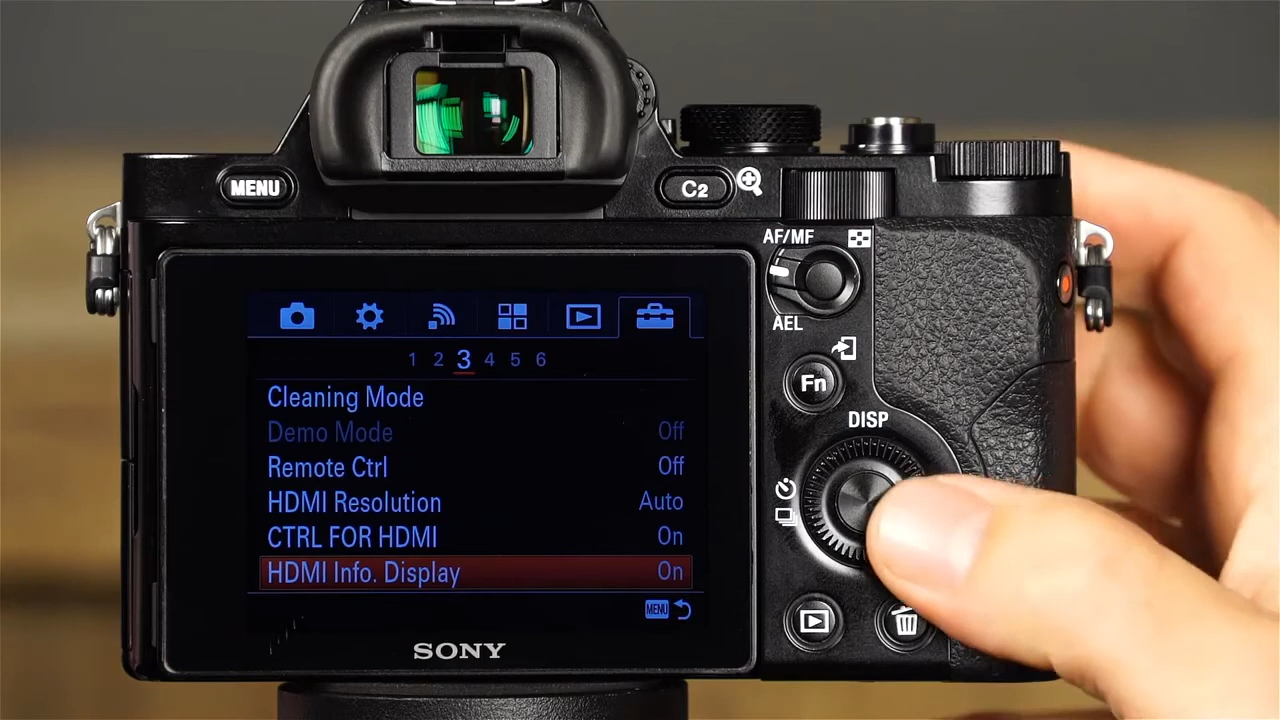 MENU
C2
AF/MF
AEL
Fn
DISP
1 2 3 4 5 6
Cleaning Mode
Demo Mode Off
Remote Ctrl Off
HDMI Resolution Auto
CTRL FOR HDMI On
HDMI Info. Display On
MENU
SONY